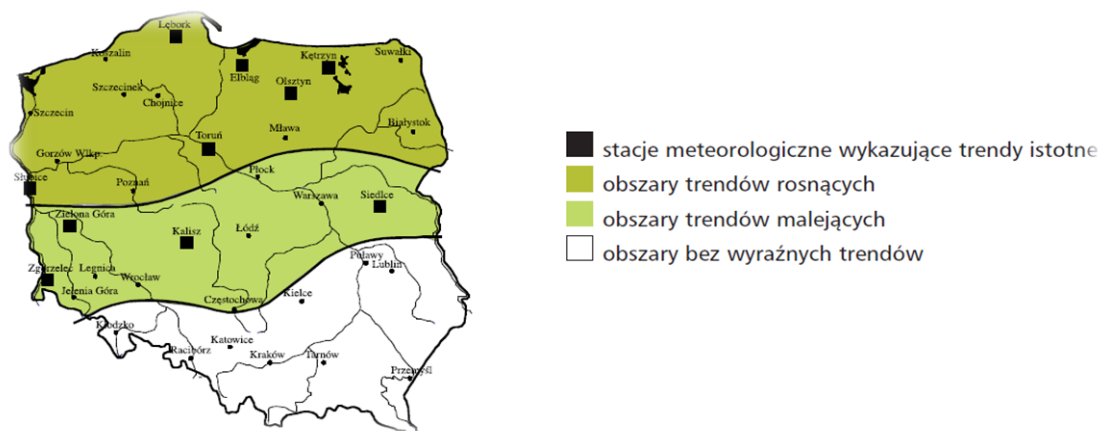 Lębork
Koszalin
Kętrzyn
Suwałki
Elbląg
Olsztyn
Szczecinek
Chojnice
Szczecin
Białystok
Mława
Toruń
Gorzów Wlkp.
Słubice
Poznań
Płock
Warszawa
Siedlce
Zielona Góra
Kalisz
Łódź
Zgorzelec
Legnica
Wrocław
Jelenia Góra
Puławy
Lublin
Częstochowa
Kielce
Kłodzko
Racibórz
Katowice
Kraków
Tarnów
Przemyśl
stacje meteorologiczne wykazujące trendy istotne
obszary trendów rosnących
obszary trendów malejących
obszary bez wyraźnych trendów